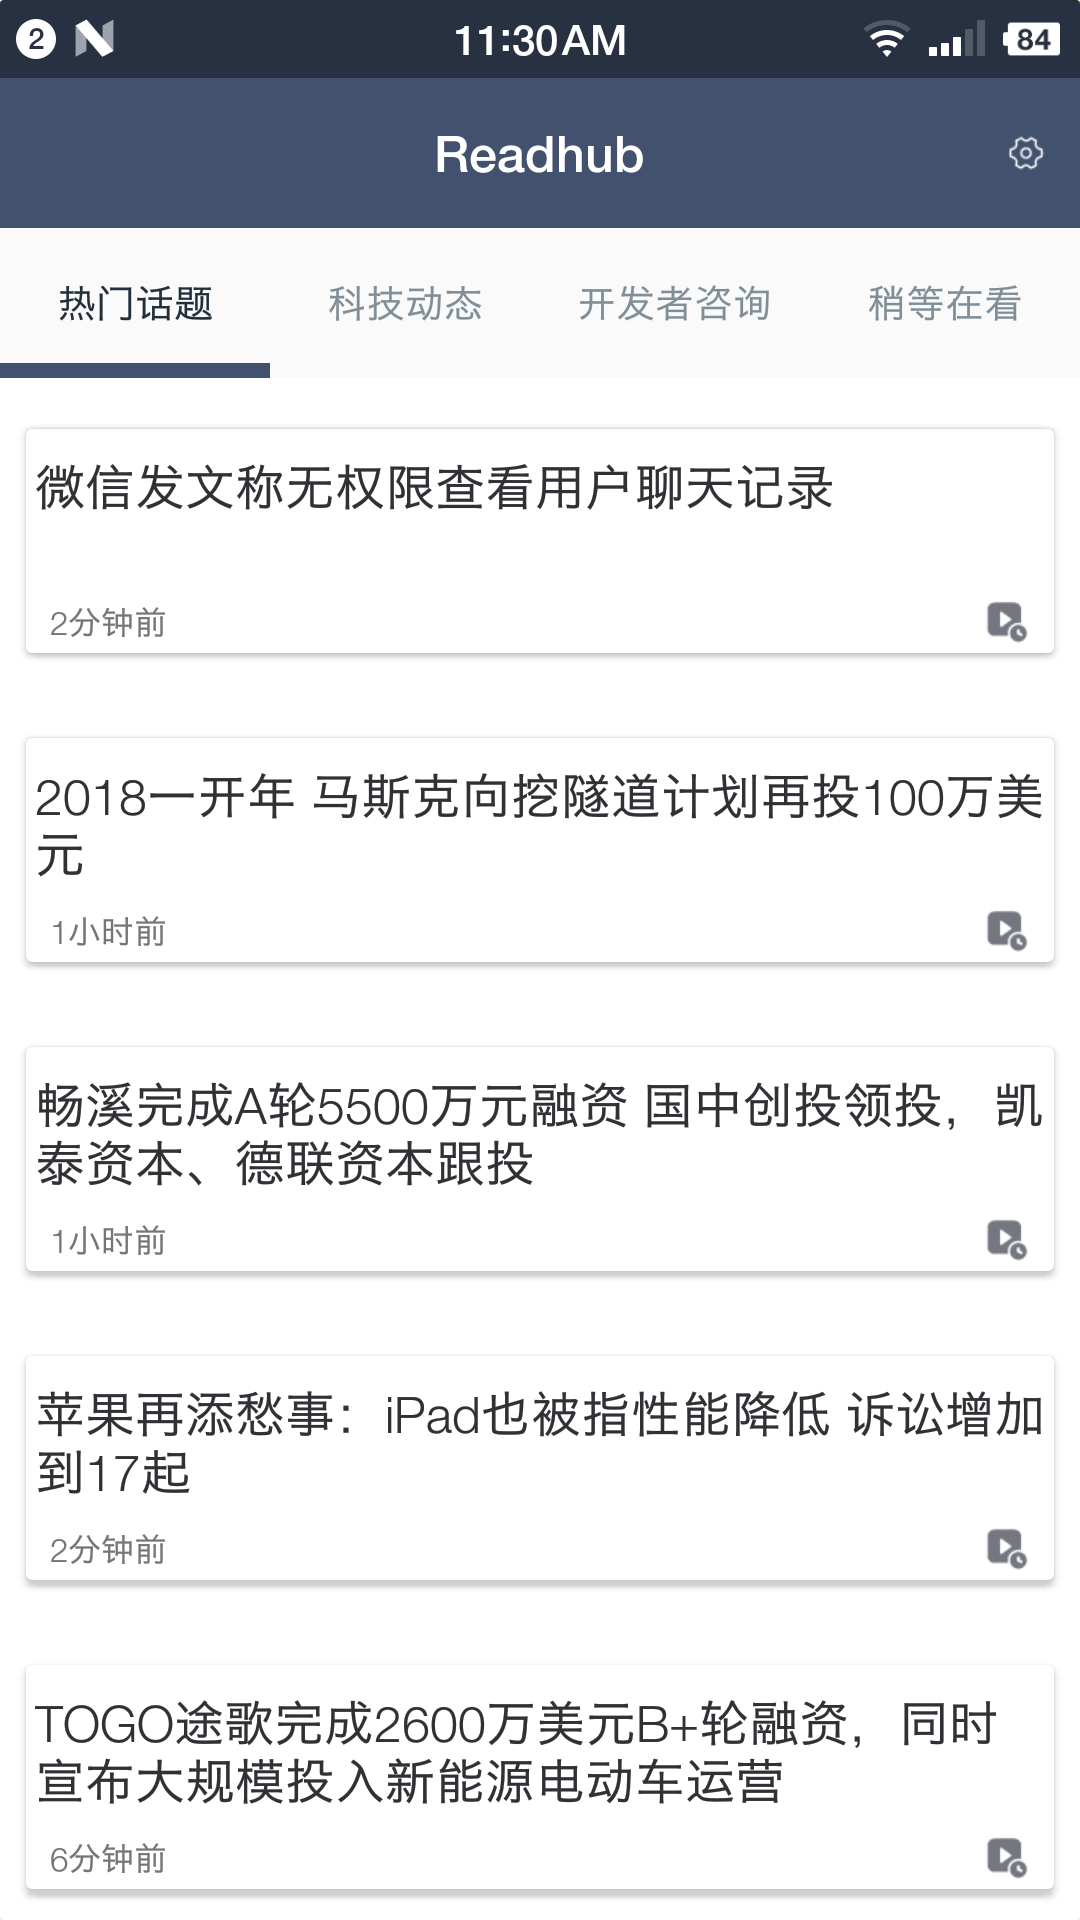 2
11:30 AM
84
Readhub
热门话题 科技动态 开发者咨询 稍等在看
微信发文称无权限查看用户聊天记录
2分钟前
2018一开年 马斯克向挖隧道计划再投100万美
元
1小时前
畅溪完成A轮5500万元融资 国中创投领投，凯
泰资本、德联资本跟投
1小时前
苹果再添愁事：iPad也被指性能降低 诉讼增加
到17起
2分钟前
TOGO途歌完成2600万美元B+轮融资，同时
宣布大规模投入新能源电动车运营
6分钟前